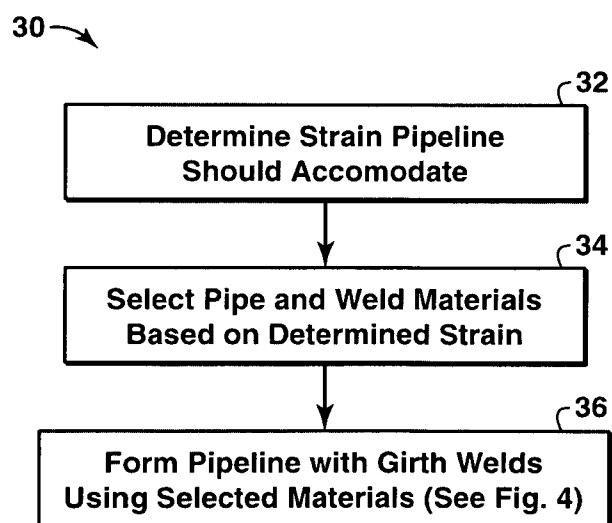 30
32
Determine Strain Pipeline
Should Accomodate
34
Select Pipe and Weld Materials
Based on Determined Strain
36
Form Pipeline with Girth Welds
Using Selected Materials (See Fig. 4)